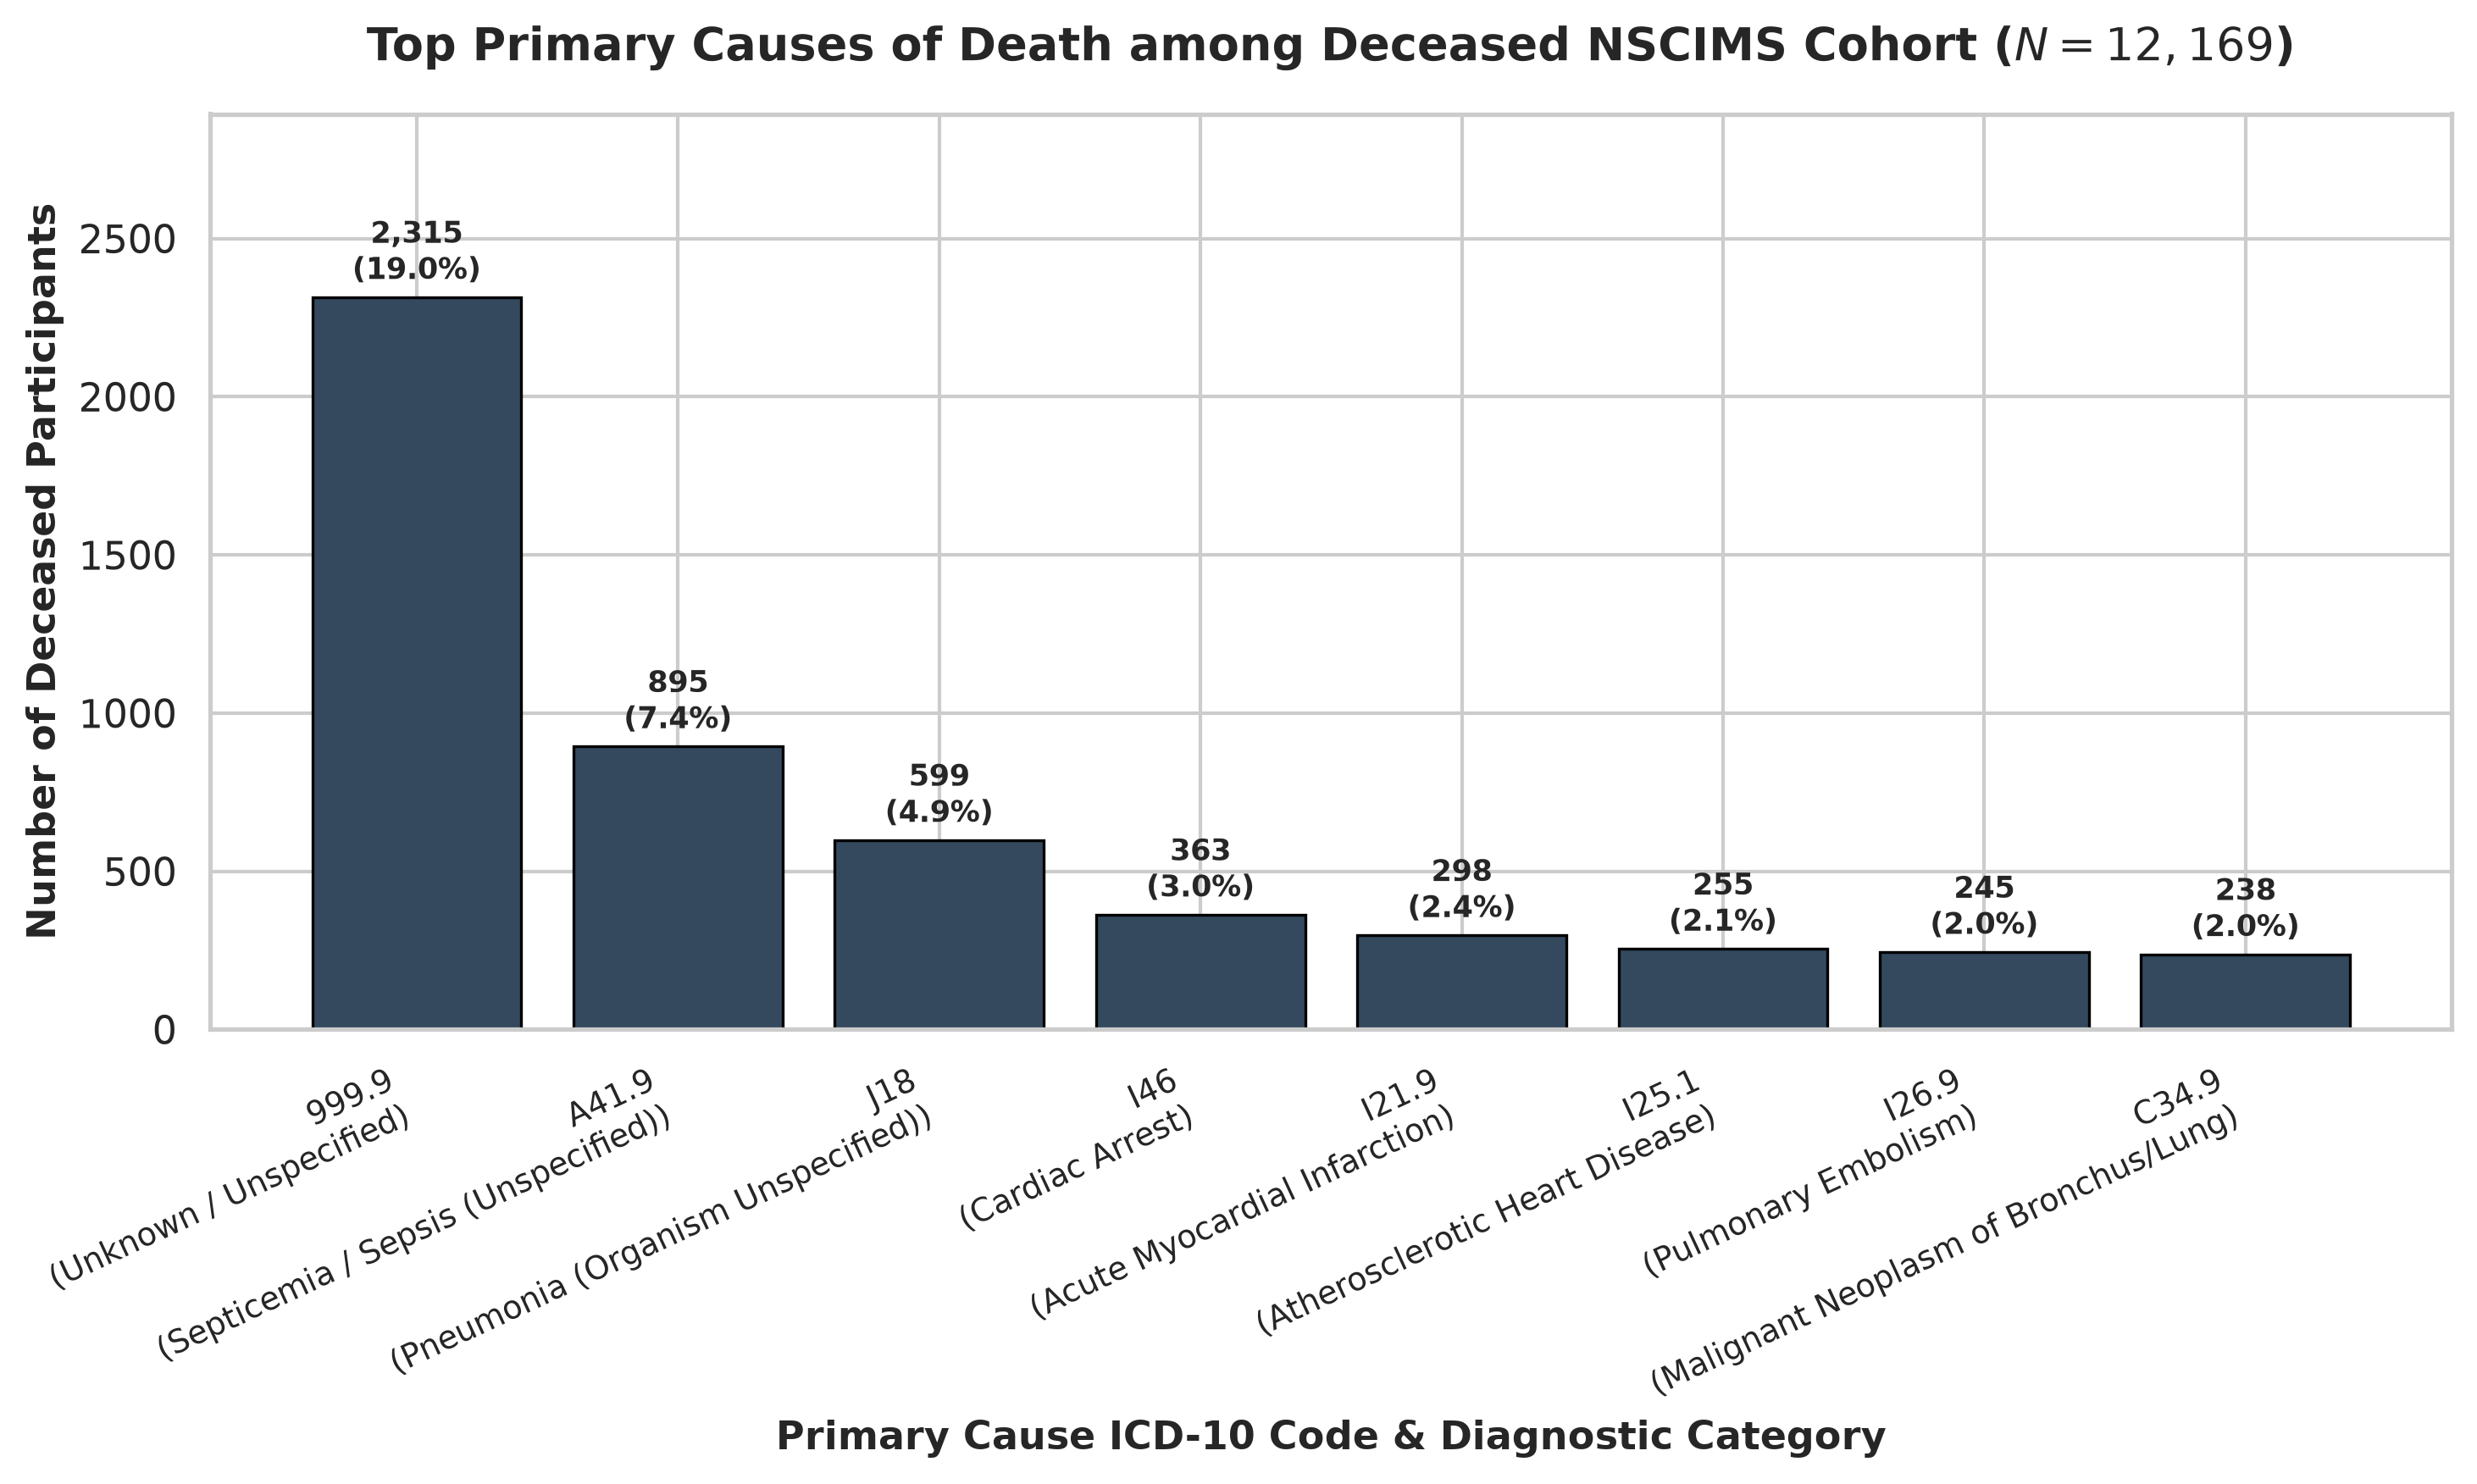 Top Primary Causes of Death among Deceased NSCIMS Cohort (N = 12, 169)
Number of Deceased Participants
2500
2000
1500
1000
500
0
2,315
(19.0%)
895
(7.4%)
599
(4.9%)
363
(3.0%)
298
(2.4%)
255
(2.1%)
245
(2.0%)
238
(2.0%)
999.9
(Unknown / Unspecified)
A41.9
(Septicemia / Sepsis (Unspecified))
J18
(Pneumonia (Organism Unspecified))
I46
(Cardiac Arrest)
I21.9
(Acute Myocardial Infarction)
I25.1
(Atherosclerotic Heart Disease)
I26.9
(Pulmonary Embolism)
C34.9
(Malignant Neoplasm of Bronchus/Lung)
Primary Cause ICD-10 Code & Diagnostic Category